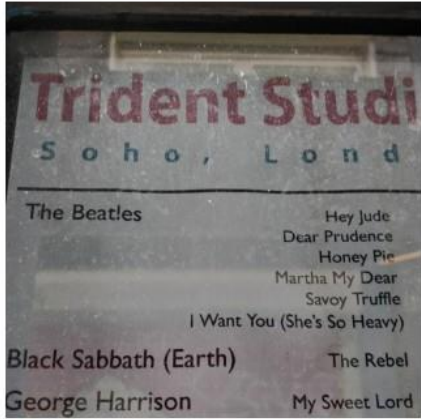 Trident Studi
Soho, Lond
The Beatles Hey Jude
Dear Prudence
Honey Pie
Martha My Dear
Savoy Truffle
I Want You (She's So Heavy)
Black Sabbath (Earth) The Rebel
George Harrison My Sweet Lord